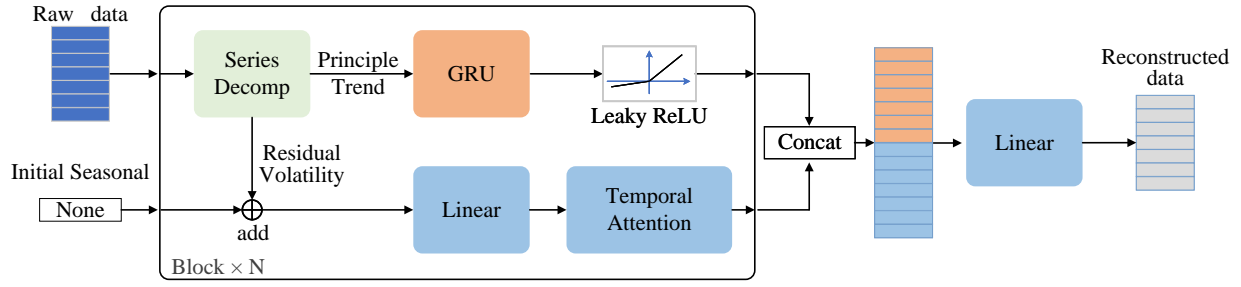 Raw data
Series
Decomp
Principle
Trend
GRU
Leaky ReLU
Concat
Linear
Reconstructed
data
Residual
Volatility
Initial Seasonal
None
add
Linear
Temporal
Attention
Block × N